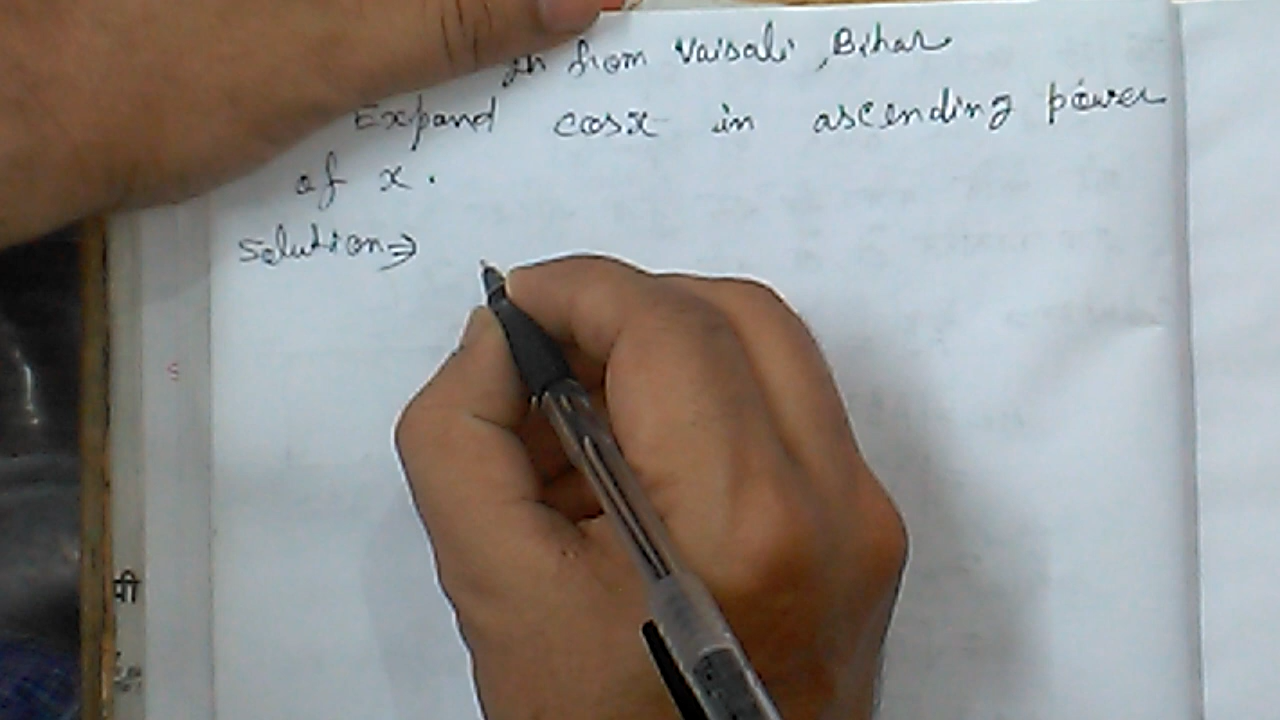 from Vaisali, Bihar
Expand cosx in ascending power
of x.
Solution⇒